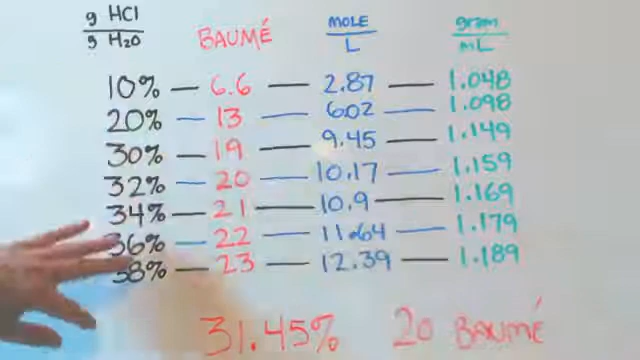 g HCl BAUMÉ MOLE gram
g H2O L mL
10% — 6.6 — 2.87 — 1.048
20% — 13 — 6.02 — 1.098
30% — 19 — 9.45 — 1.149
32% — 20 — 10.17 — 1.159
34% — 21 — 10.9 — 1.169
36% — 22 — 11.64 — 1.179
38% — 23 — 12.39 — 1.189
31.45% 20 BAUMÉ